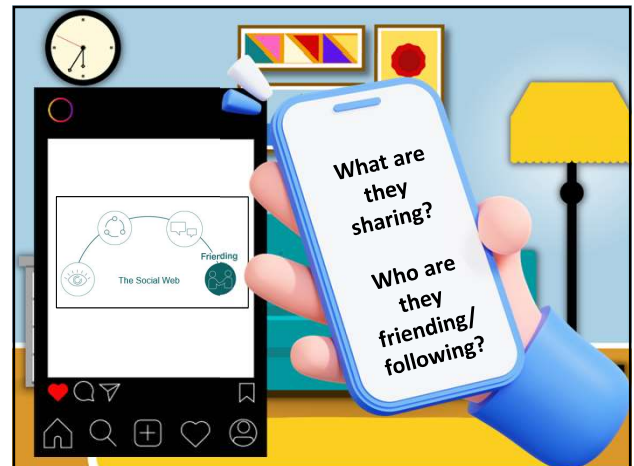 Friending
The Social Web
What are
they
sharing?
Who are
they
friending/
following?